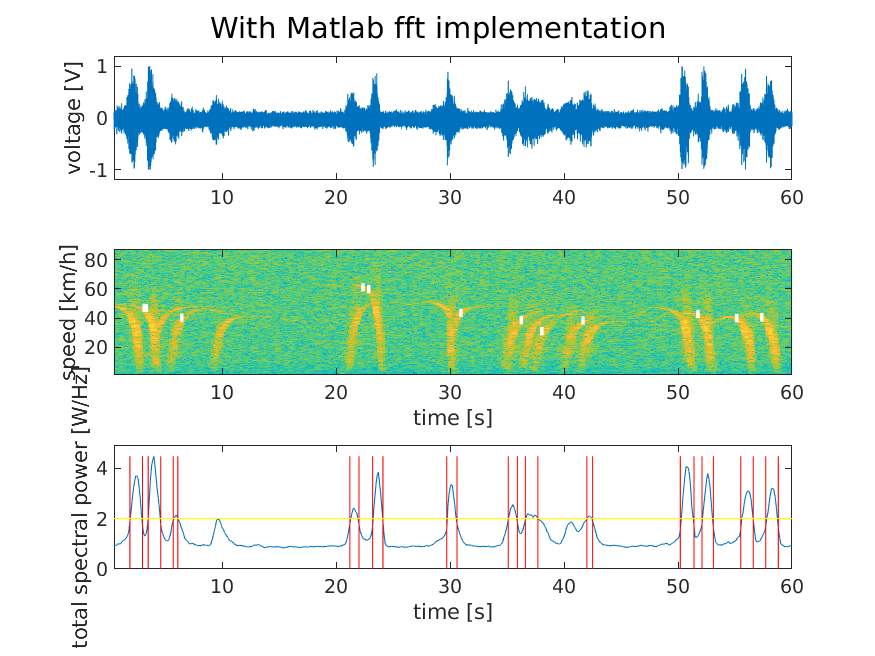 With Matlab fft implementation
voltage [V]
1
0
-1
10 20 30 40 50 60
speed [km/h]
80
60
40
20
10 20 30 40 50 60
time [s]
total spectral power [W/Hz]
4
2
0
10 20 30 40 50 60
time [s]